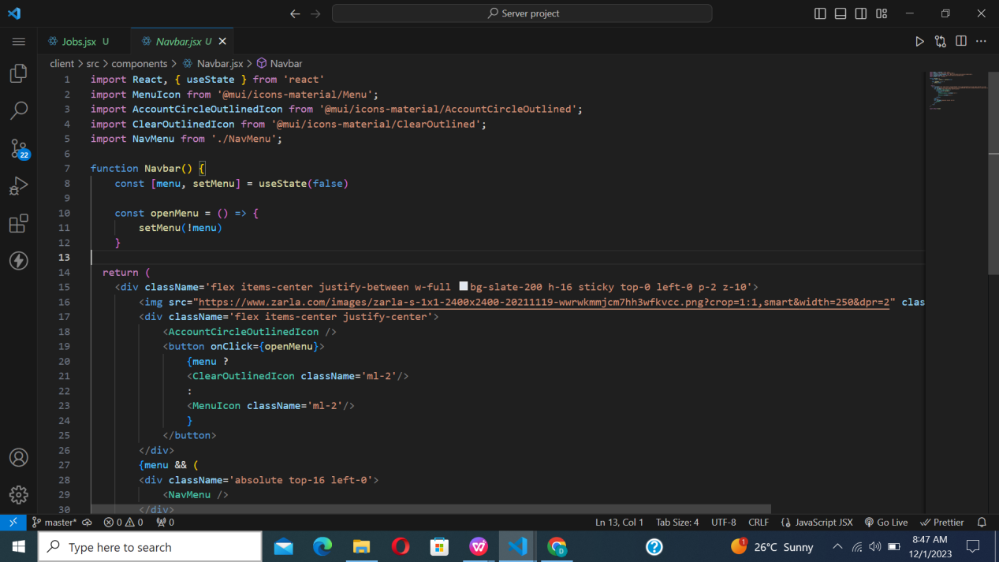 Server project
Jobs.jsx U
Navbar.jsx U
client > src > components > Navbar.jsx > Navbar
1 import React, { useState } from 'react'
2 import MenuIcon from '@mui/icons-material/Menu';
3 import AccountCircleOutlinedIcon from '@mui/icons-material/AccountCircleOutlined';
4 import ClearOutlinedIcon from '@mui/icons-material/ClearOutlined';
5 import NavMenu from './NavMenu';
6
7 function Navbar() {
8 const [menu, setMenu] = useState(false)
9
10 const openMenu = () => {
11 setMenu(!menu)
12 }
13
14 return (
15 <div className='flex items-center justify-between w-full bg-slate-200 h-16 sticky top-0 left-0 p-2 z-10'>
16 <img src="https://www.zarla.com/images/zarla-s-1x1-2400x2400-20211119-wwrwkmmjcm7hh3wfkvcc.png?crop=1:1,smart&width=250&dpr=2" clas
17 <div className='flex items-center justify-center'>
18 <AccountCircleOutlinedIcon />
19 <button onClick={openMenu}>
20 {menu ?
21 <ClearOutlinedIcon className='ml-2'/>
22 :
23 <MenuIcon className='ml-2'/>
24 }
25 </button>
26 </div>
27 {menu && (
28 <div className='absolute top-16 left-0'>
29 <NavMenu />
30 </div>
22
master* 0 0 0
Ln 13, Col 1 Tab Size: 4 UTF-8 CRLF JavaScript JSX Go Live Prettier
Type here to search
D
1
26°C Sunny
8:47 AM
12/1/2023